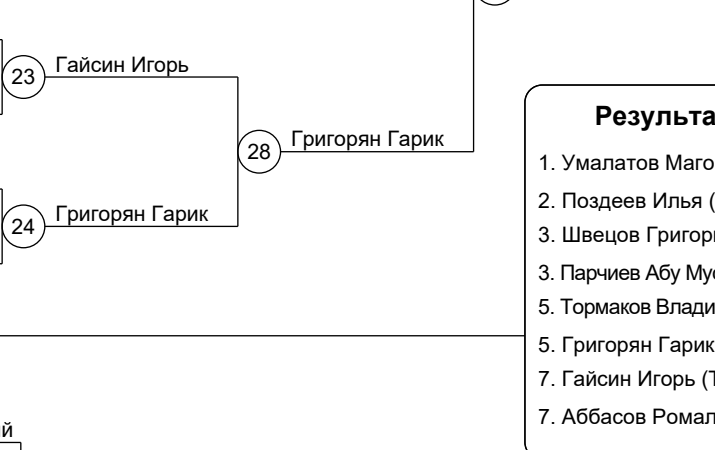 23 Гайсин Игорь
28 Григорян Гарик
24 Григорян Гарик
Результа
1. Умалатов Маго
2. Поздеев Илья (
3. Швецов Григор
3. Парчиев Абу Му
5. Тормаков Влади
5. Григорян Гарик
7. Гайсин Игорь (
7. Аббасов Ромал
й